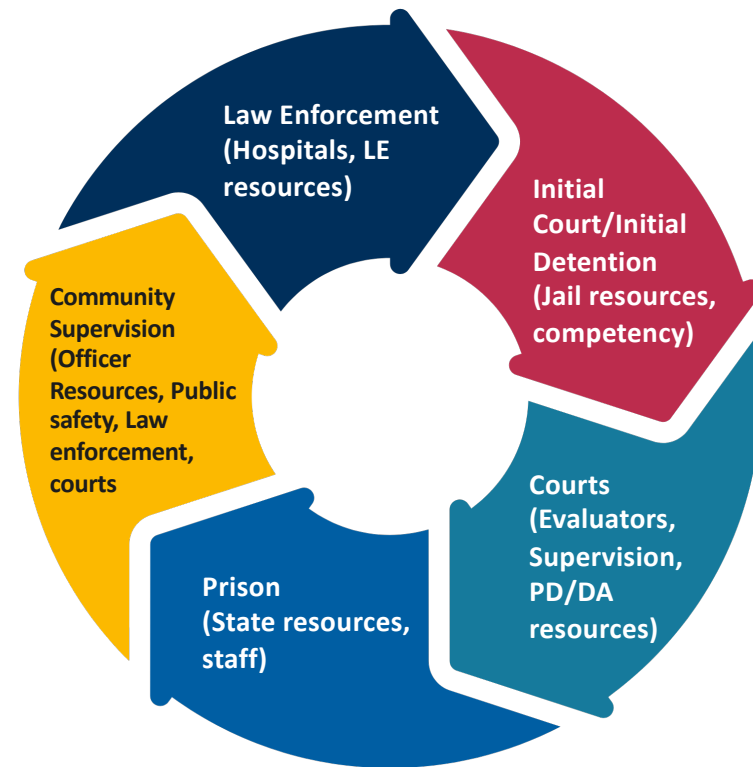 Law Enforcement
(Hospitals, LE
resources)
Initial
Court/Initial
Detention
(Jail resources,
competency)
Courts
(Evaluators,
Supervision,
PD/DA
resources)
Prison
(State resources,
staff)
Community
Supervision
(Officer
Resources, Public
safety, Law
enforcement,
courts